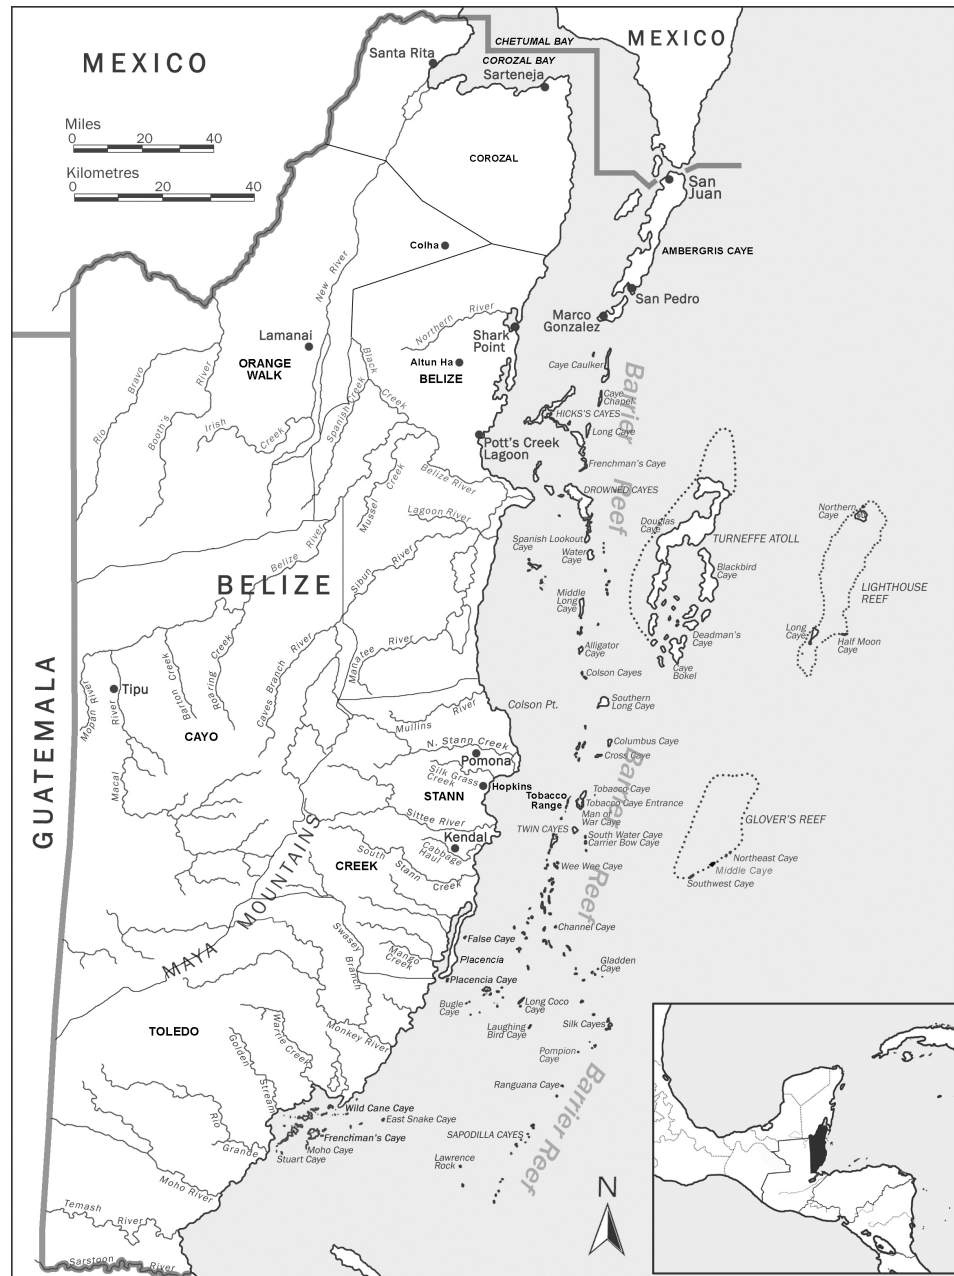 MEXICO
Miles
0 20 40
Kilometres
0 20 40
Santa Rita
CHETUMAL BAY
COROZAL BAY
Sarteneja
MEXICO
COROZAL
San
Juan
Colha
AMBERGRIS CAYE
New River
San Pedro
Marco
Gonzalez
Northern River
Shark
Point
Lamanai
ORANGE
WALK
Altun Ha
BELIZE
Black Creek
Spanish Creek
Rio Bravo
Booth's River
Irish Creek
Caye Caulker
Caye
Chapel
Barrier Reef
HICKS'S CAYES
Long Caye
Pott's Creek
Lagoon
Frenchman's Caye
Belize River
Mussel Creek
Lagoon River
DROWNED CAYES
Douglas
Caye
TURNEFFE ATOLL
Northern
Caye
Spanish Lookout
Caye
Water
Caye
Blackbird
Caye
LIGHTHOUSE
REEF
BELIZE
Belize River
Sibun River
Middle
Long
Caye
Deadman's
Caye
Long
Caye
Half Moon
Caye
Alligator
Caye
Caye
Bokel
Colson Cayes
Manatee River
Caves Branch River
Roaring Creek
Barton Creek
Mopan River
Tipu
Macal River
CAYO
GUATEMALA
Colson Pt.
Southern
Long Caye
Mullins River
N. Stann Creek
Pomona
Columbus Caye
Cross Caye
Silk Grass
Creek
Hopkins
STANN
CREEK
Tobacco
Range
Tobacco Caye
Tobacco Caye Entrance
Man of
War Caye
Barrier Reef
GLOVER'S REEF
Sittee River
Kendal
Cabbage
Haul
TWIN CAYES
South Water Caye
Carrier Bow Caye
South Stann Creek
Wee Wee Caye
Northeast Caye
Middle Caye
Southwest Caye
MAYA MOUNTAINS
Swasey Branch
Mango
Creek
Channel Caye
False Caye
Placencia
Gladden
Caye
Placencia Caye
Bugle
Caye
Long Coco
Caye
Laughing
Bird Caye
Silk Cayes
TOLEDO
Monkey River
Warrie Creek
Golden Stream
Pompion
Caye
Ranguana Caye
Barrier Reef
Wild Cane Caye
East Snake Caye
Frenchman's Caye
Moho Caye
Stuart Caye
SAPODILLA CAYES
Lawrence
Rock
Rio Grande
Moho River
Temash River
Sarstoon River
N